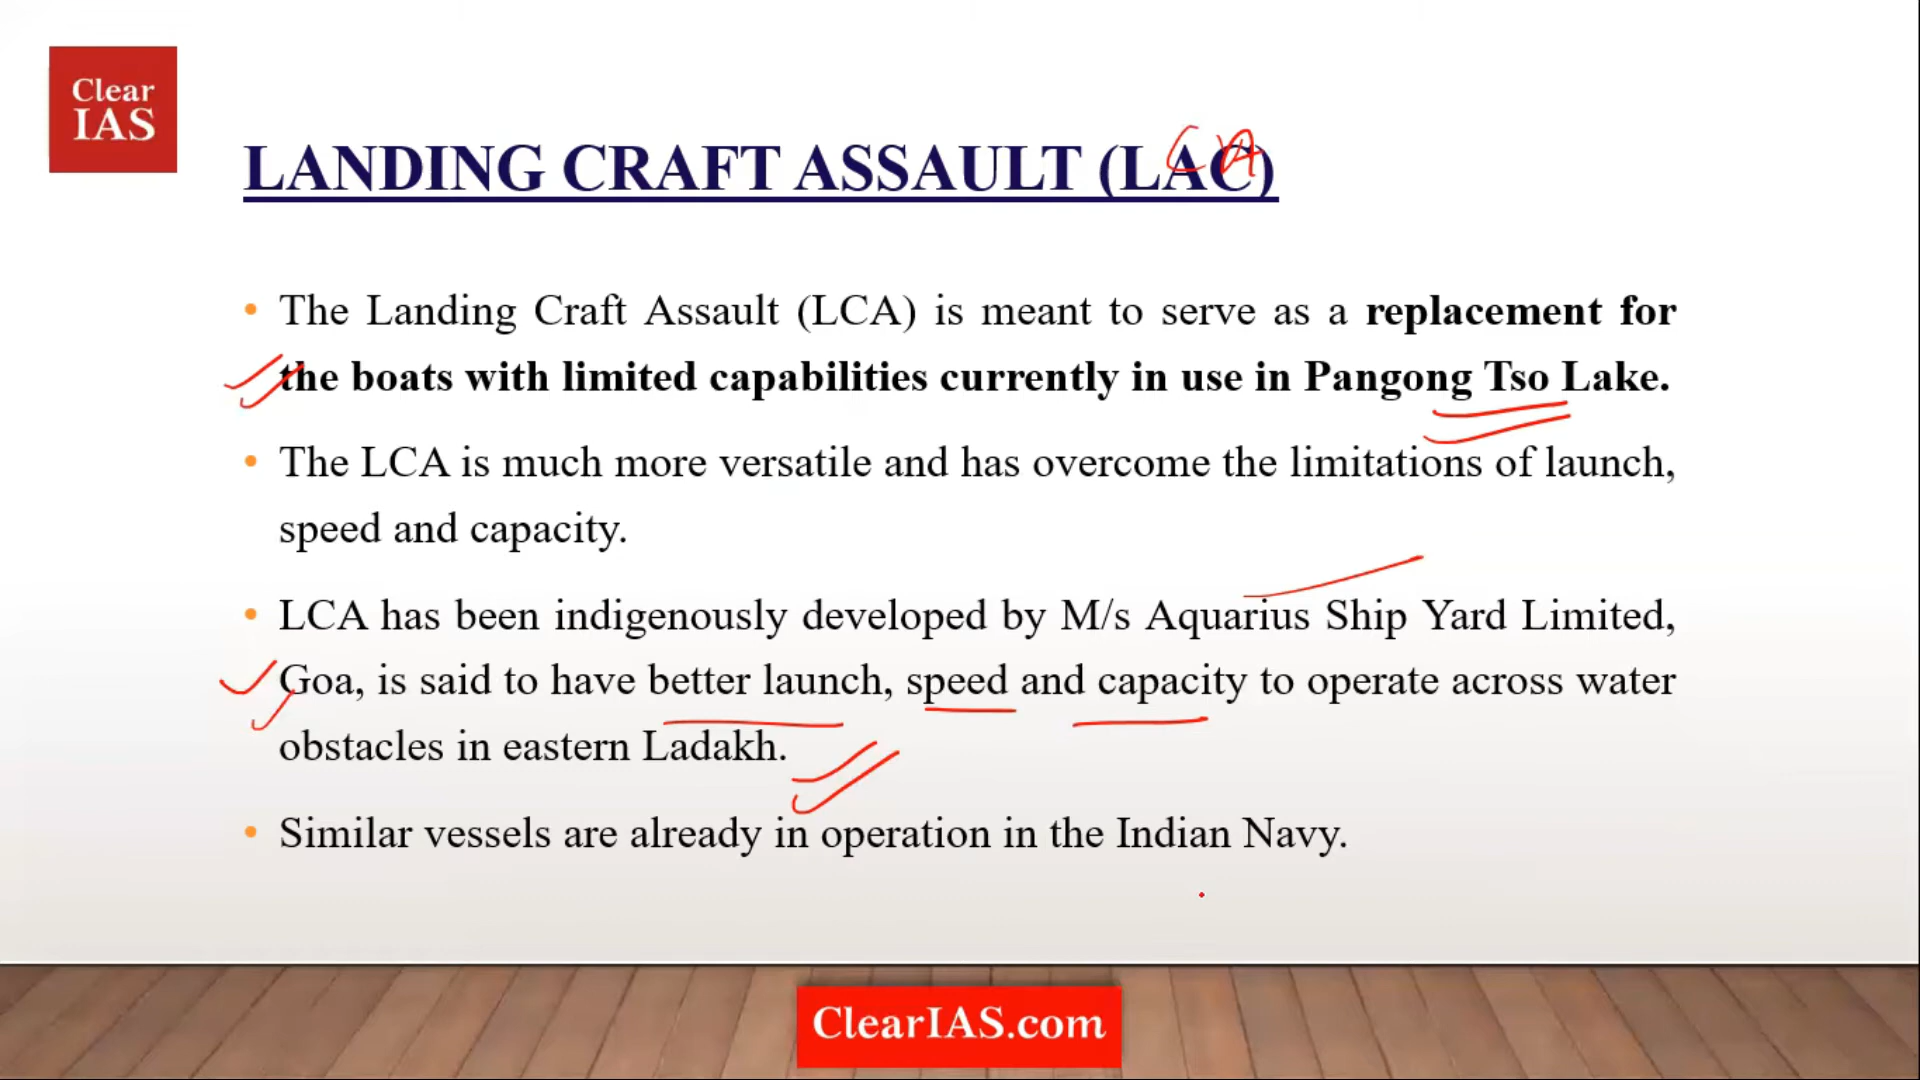 Clear
IAS
LANDING CRAFT ASSAULT (LAC)
CA
• The Landing Craft Assault (LCA) is meant to serve as a replacement for
the boats with limited capabilities currently in use in Pangong Tso Lake.
• The LCA is much more versatile and has overcome the limitations of launch,
speed and capacity.
• LCA has been indigenously developed by M/s Aquarius Ship Yard Limited,
Goa, is said to have better launch, speed and capacity to operate across water
obstacles in eastern Ladakh.
• Similar vessels are already in operation in the Indian Navy.
ClearIAS.com